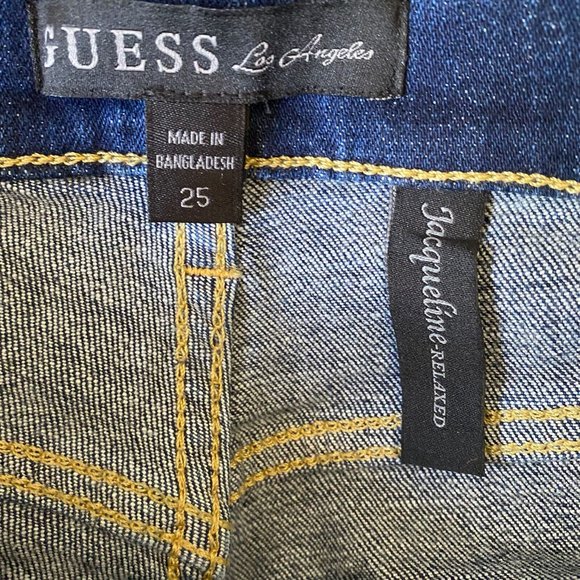 GUESS Los Angeles
MADE IN
BANGLADESH
25
Jacqueline-RELAXED